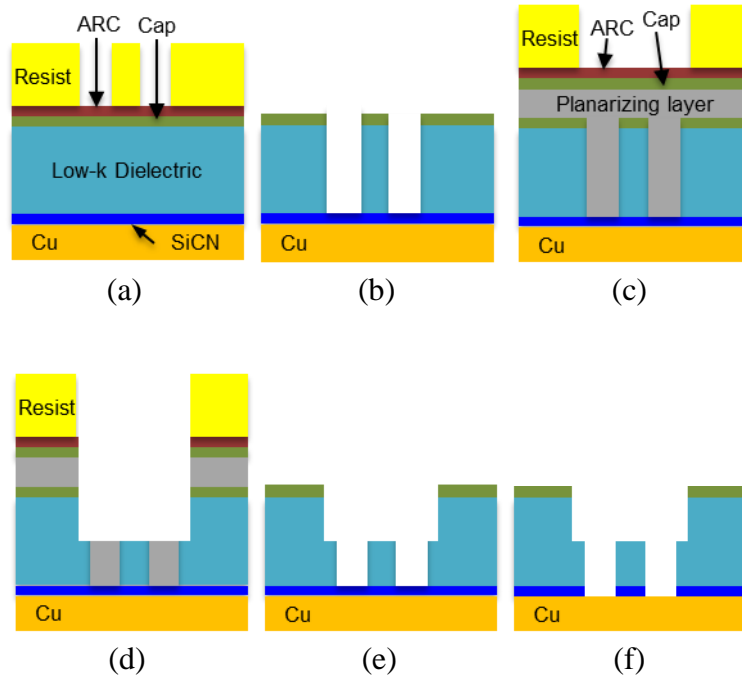 ARC Cap
Resist
Low-k Dielectric
Cu SiCN
(a)
Cu
(b)
Resist ARC Cap
Planarizing layer
Cu
(c)
Resist
Cu
(d)
Cu
(e)
Cu
(f)